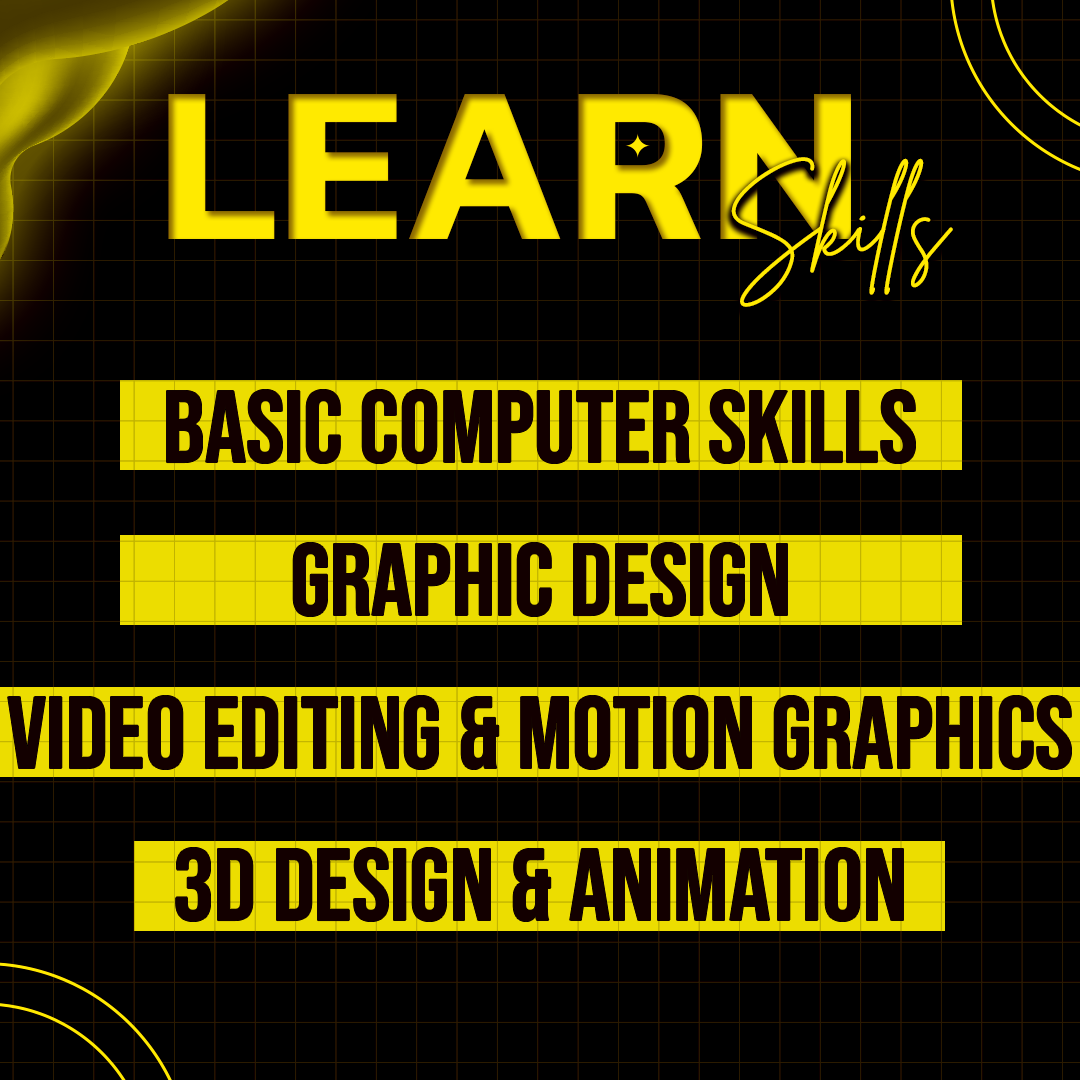 LEARN
Skills
BASIC COMPUTER SKILLS
GRAPHIC DESIGN
VIDEO EDITING & MOTION GRAPHICS
3D DESIGN & ANIMATION